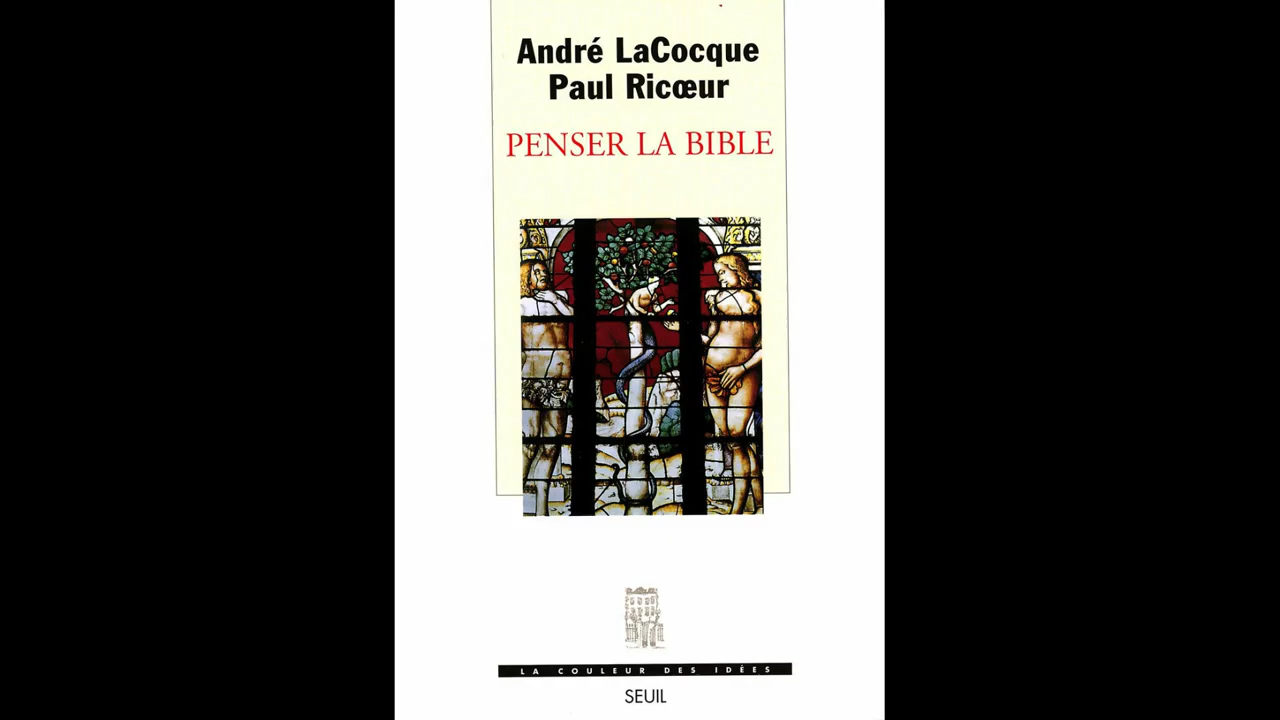 André LaCocque
Paul Ricœur
PENSER LA BIBLE
LA COULEUR DES IDÉES
SEUIL